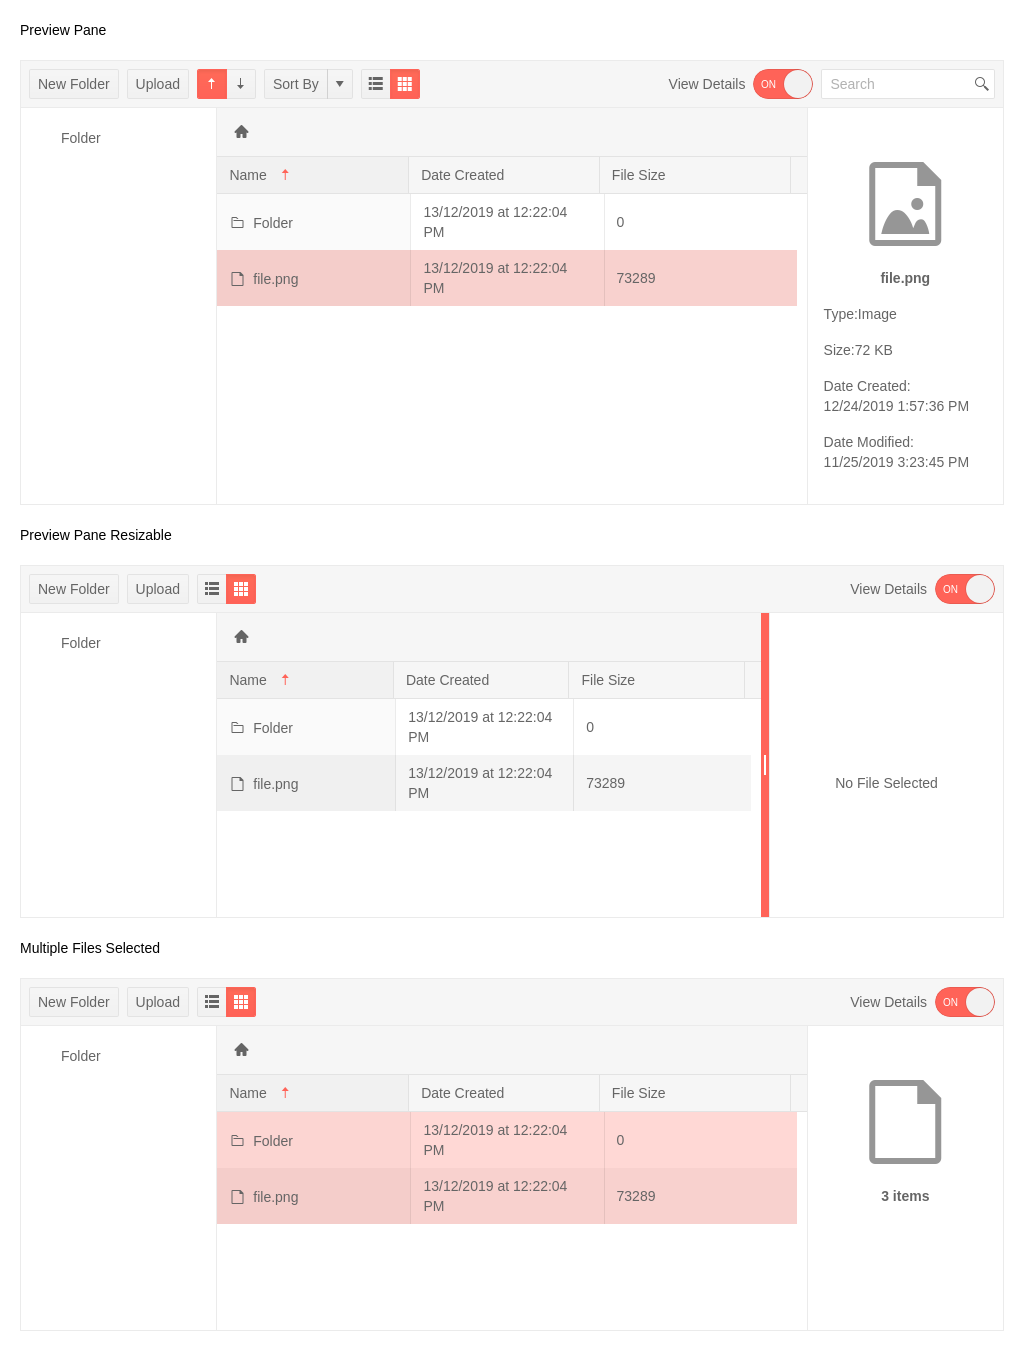 Preview Pane
New Folder Upload Sort By View Details ON Search
Folder
Name Date Created File Size
Folder 13/12/2019 at 12:22:04 PM 0
file.png 13/12/2019 at 12:22:04 PM 73289
file.png
Type:Image
Size:72 KB
Date Created:
12/24/2019 1:57:36 PM
Date Modified:
11/25/2019 3:23:45 PM
Preview Pane Resizable
New Folder Upload View Details ON
Folder
Name Date Created File Size
Folder 13/12/2019 at 12:22:04 PM 0
file.png 13/12/2019 at 12:22:04 PM 73289
No File Selected
Multiple Files Selected
New Folder Upload View Details ON
Folder
Name Date Created File Size
Folder 13/12/2019 at 12:22:04 PM 0
file.png 13/12/2019 at 12:22:04 PM 73289
3 items